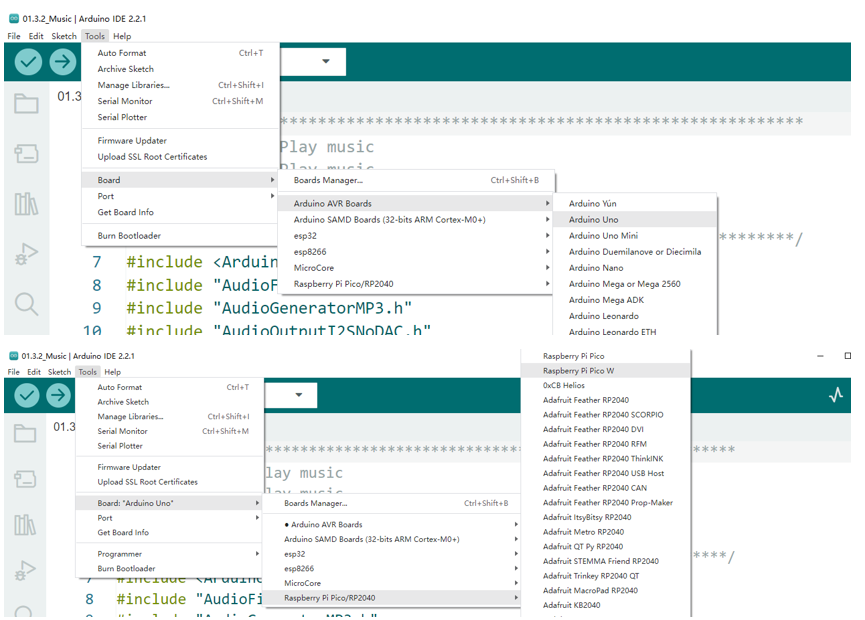 01.3.2_Music | Arduino IDE 2.2.1
File Edit Sketch Tools Help
Auto Format Ctrl+T
Archive Sketch
Manage Libraries... Ctrl+Shift+I
Serial Monitor Ctrl+Shift+M
Serial Plotter
Firmware Updater
Upload SSL Root Certificates
Board
Port
Get Board Info
Burn Bootloader
01.3
*******************************************************
Play music
Play music
********/
Boards Manager... Ctrl+Shift+B
Arduino AVR Boards
Arduino SAMD Boards (32-bits ARM Cortex-M0+)
esp32
esp8266
MicroCore
Raspberry Pi Pico/RP2040
Arduino Yún
Arduino Uno
Arduino Uno Mini
Arduino Duemilanove or Diecimila
Arduino Nano
Arduino Mega or Mega 2560
Arduino Mega ADK
Arduino Leonardo
Arduino Leonardo ETH
7 #include <Arduin
8 #include "AudioF
9 #include "AudioGeneratorMP3.h"
10 #include "AudioOutputI2SNoDAC.h"
01.3.2_Music | Arduino IDE 2.2.1
File Edit Sketch Tools Help
Auto Format Ctrl+T
Archive Sketch
Manage Libraries... Ctrl+Shift+I
Serial Monitor Ctrl+Shift+M
Serial Plotter
Firmware Updater
Upload SSL Root Certificates
Board: "Arduino Uno"
Port
Get Board Info
Programmer
Burn Bootloader
01.3
lay music
lay music
****/
Boards Manager... Ctrl+Shift+B
Arduino AVR Boards
Arduino SAMD Boards (32-bits ARM Cortex-M0+)
esp32
esp8266
MicroCore
Raspberry Pi Pico/RP2040
Raspberry Pi Pico
Raspberry Pi Pico W
0xCB Helios
Adafruit Feather RP2040
Adafruit Feather RP2040 SCORPIO
Adafruit Feather RP2040 DVI
Adafruit Feather RP2040 RFM
Adafruit Feather RP2040 ThinkINK
Adafruit Feather RP2040 USB Host
Adafruit Feather RP2040 CAN
Adafruit Feather RP2040 Prop-Maker
Adafruit ItsyBitsy RP2040
Adafruit Metro RP2040
Adafruit QT Py RP2040
Adafruit STEMMA Friend RP2040
Adafruit Trinkey RP2040 QT
Adafruit MacroPad RP2040
Adafruit KB2040
7 #include <Arduino
8 #include "AudioFi